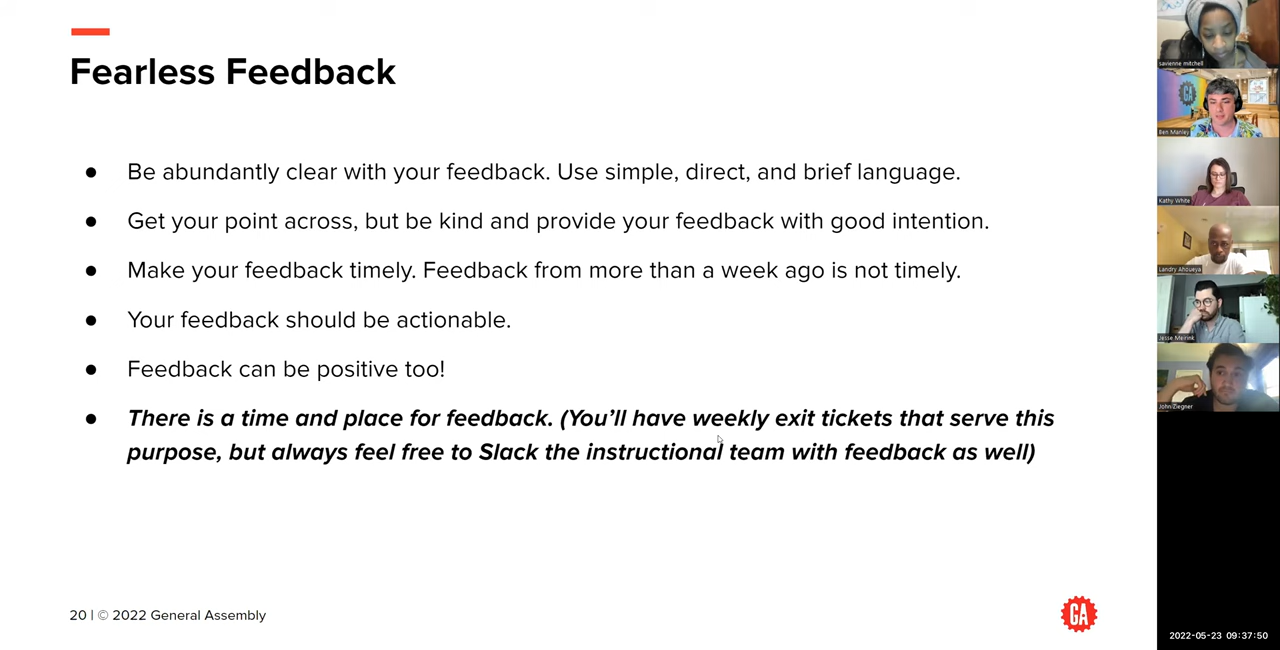 Fearless Feedback
● Be abundantly clear with your feedback. Use simple, direct, and brief language.
● Get your point across, but be kind and provide your feedback with good intention.
● Make your feedback timely. Feedback from more than a week ago is not timely.
● Your feedback should be actionable.
● Feedback can be positive too!
● There is a time and place for feedback. (You’ll have weekly exit tickets that serve this
purpose, but always feel free to Slack the instructional team with feedback as well)
20 | © 2022 General Assembly
GA
savienne mitchell
GA
Ben Manley
Kathy White
Landry Ahoueya
Jesse Meirink
John Ziegner
2022-05-23 09:37:50